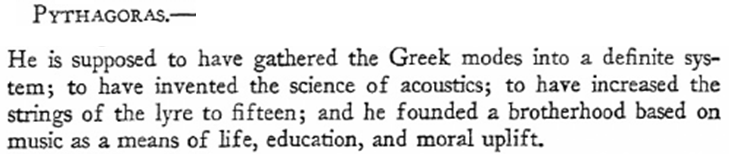 PYTHAGORAS.—
He is supposed to have gathered the Greek modes into a definite sys-
tem; to have invented the science of acoustics; to have increased the
strings of the lyre to fifteen; and he founded a brotherhood based on
music as a means of life, education, and moral uplift.